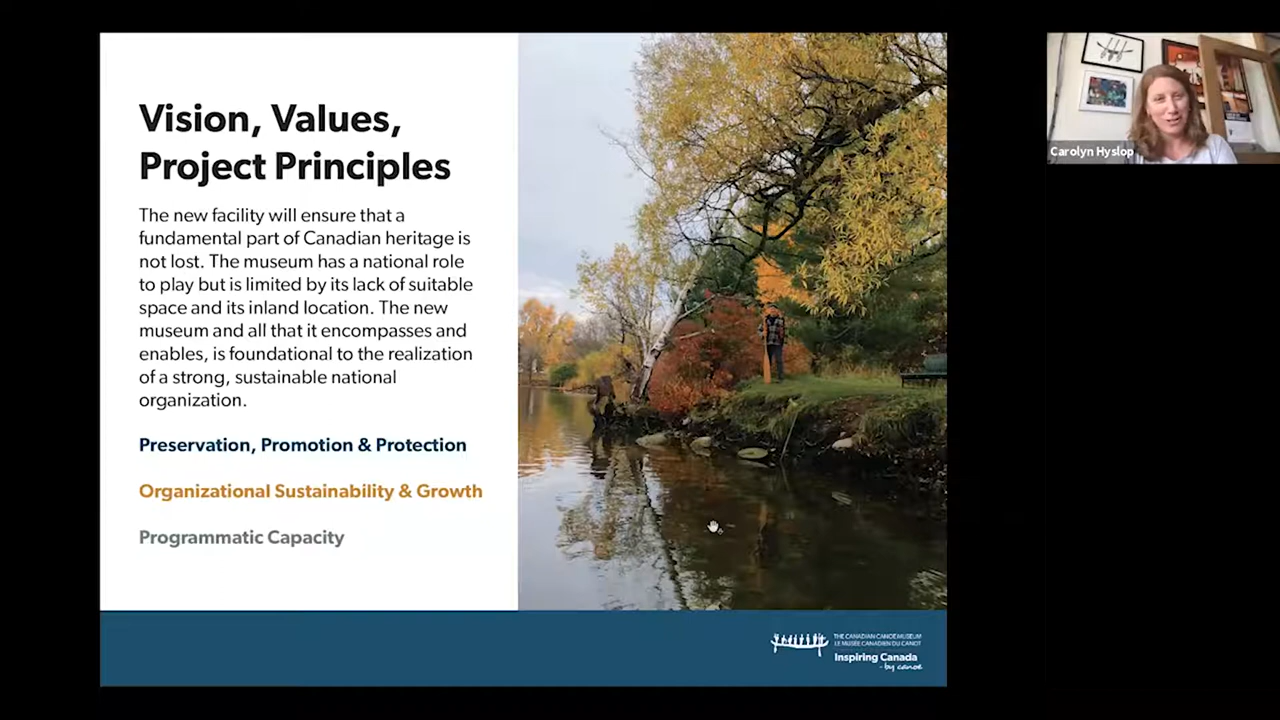 Vision, Values,
Project Principles
The new facility will ensure that a
fundamental part of Canadian heritage is
not lost. The museum has a national role
to play but is limited by its lack of suitable
space and its inland location. The new
museum and all that it encompasses and
enables, is foundational to the realization
of a strong, sustainable national
organization.
Preservation, Promotion & Protection
Organizational Sustainability & Growth
Programmatic Capacity
THE CANADIAN CANOE MUSEUM
LE MUSÉE CANADIEN DU CANOT
Inspiring Canada
- by canoe
Carolyn Hyslop